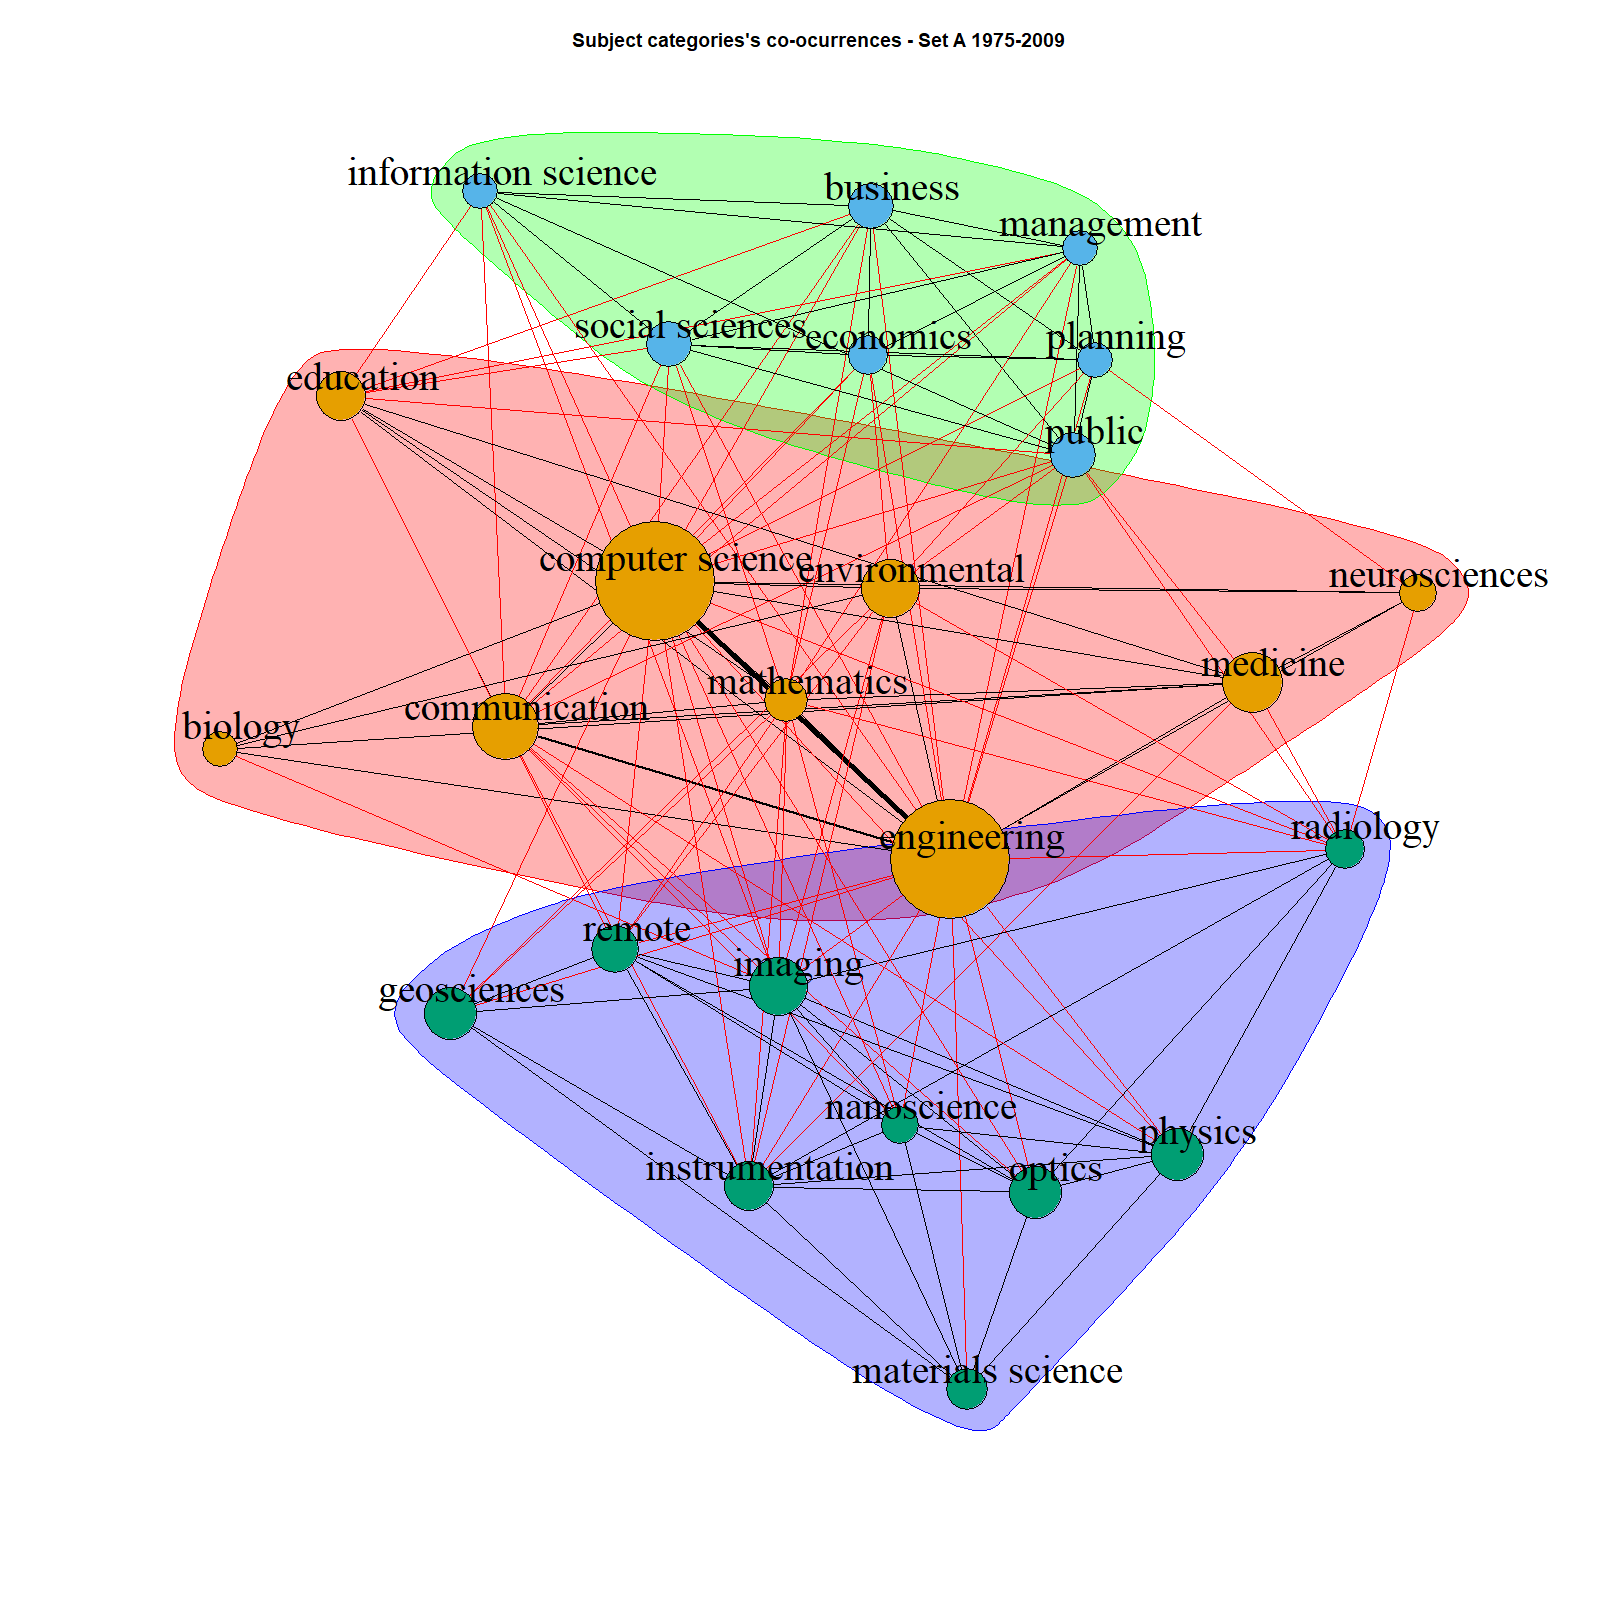 Subject categories's co-ocurrences - Set A 1975-2009
information science
business
management
social sciences
economics
planning
education
public
computer science
environmental
neurosciences
medicine
mathematics
communication
biology
engineering
radiology
remote
imaging
geosciences
nanoscience
physics
instrumentation
optics
materials science